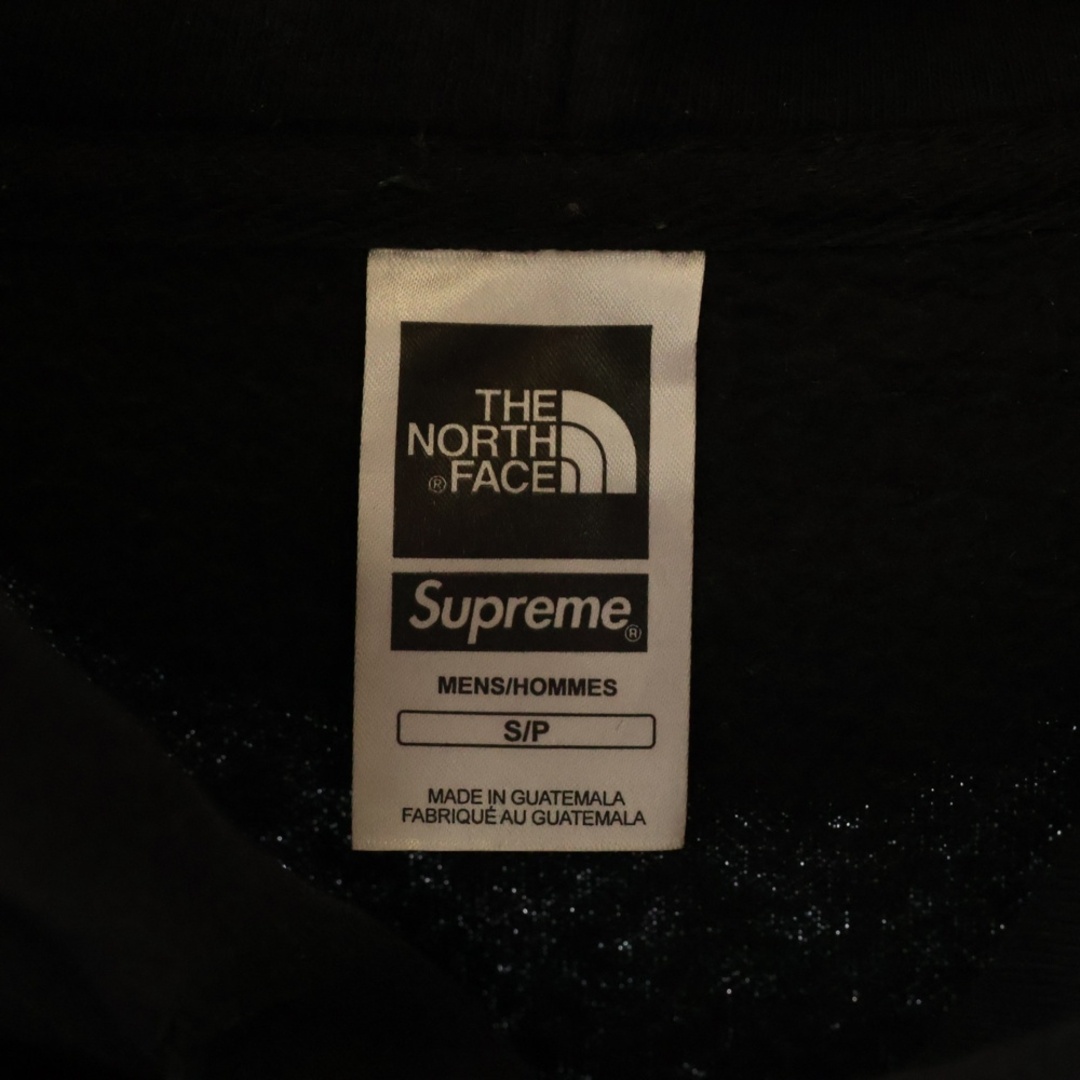 THE
NORTH
®FACE
Supreme®
MENS/HOMMES
S/P
MADE IN GUATEMALA
FABRIQUÉ AU GUATEMALA